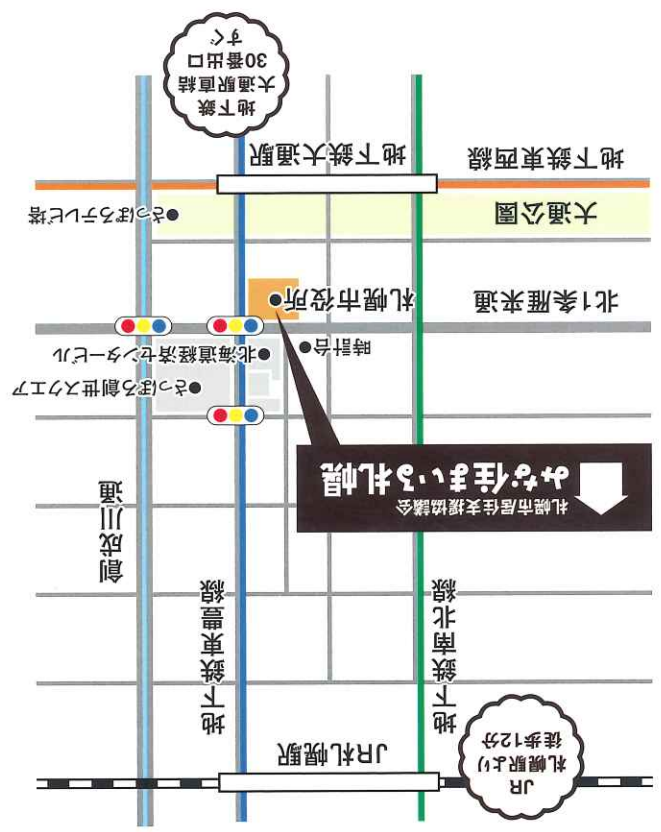 JR
札幌駅より
徒歩12分
JR札幌駅
地下鉄南北線
地下鉄東豊線
創成川通
札幌市居住支援協議会
みな住まいる札幌
さっぽろ創世スクエア
北海道経済センタービル
時計台
北1条雁来通
札幌市役所
大通公園
さっぽろテレビ塔
地下鉄東西線
地下鉄大通駅
地下鉄
大通駅直結
30番出口
すぐ